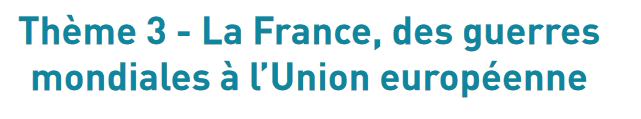 Thème 3 - La France, des guerres
mondiales à l’Union européenne